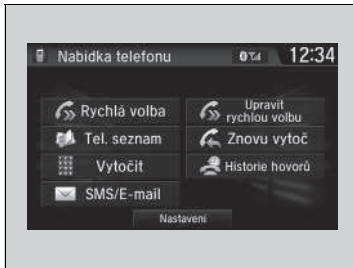 Nabídka telefonu 12:34
Rychlá volba
Upravit
rychlou volbu
Tel. seznam
Znovu vytoč
Vytočit
Historie hovorů
SMS/E-mail
Nastavení